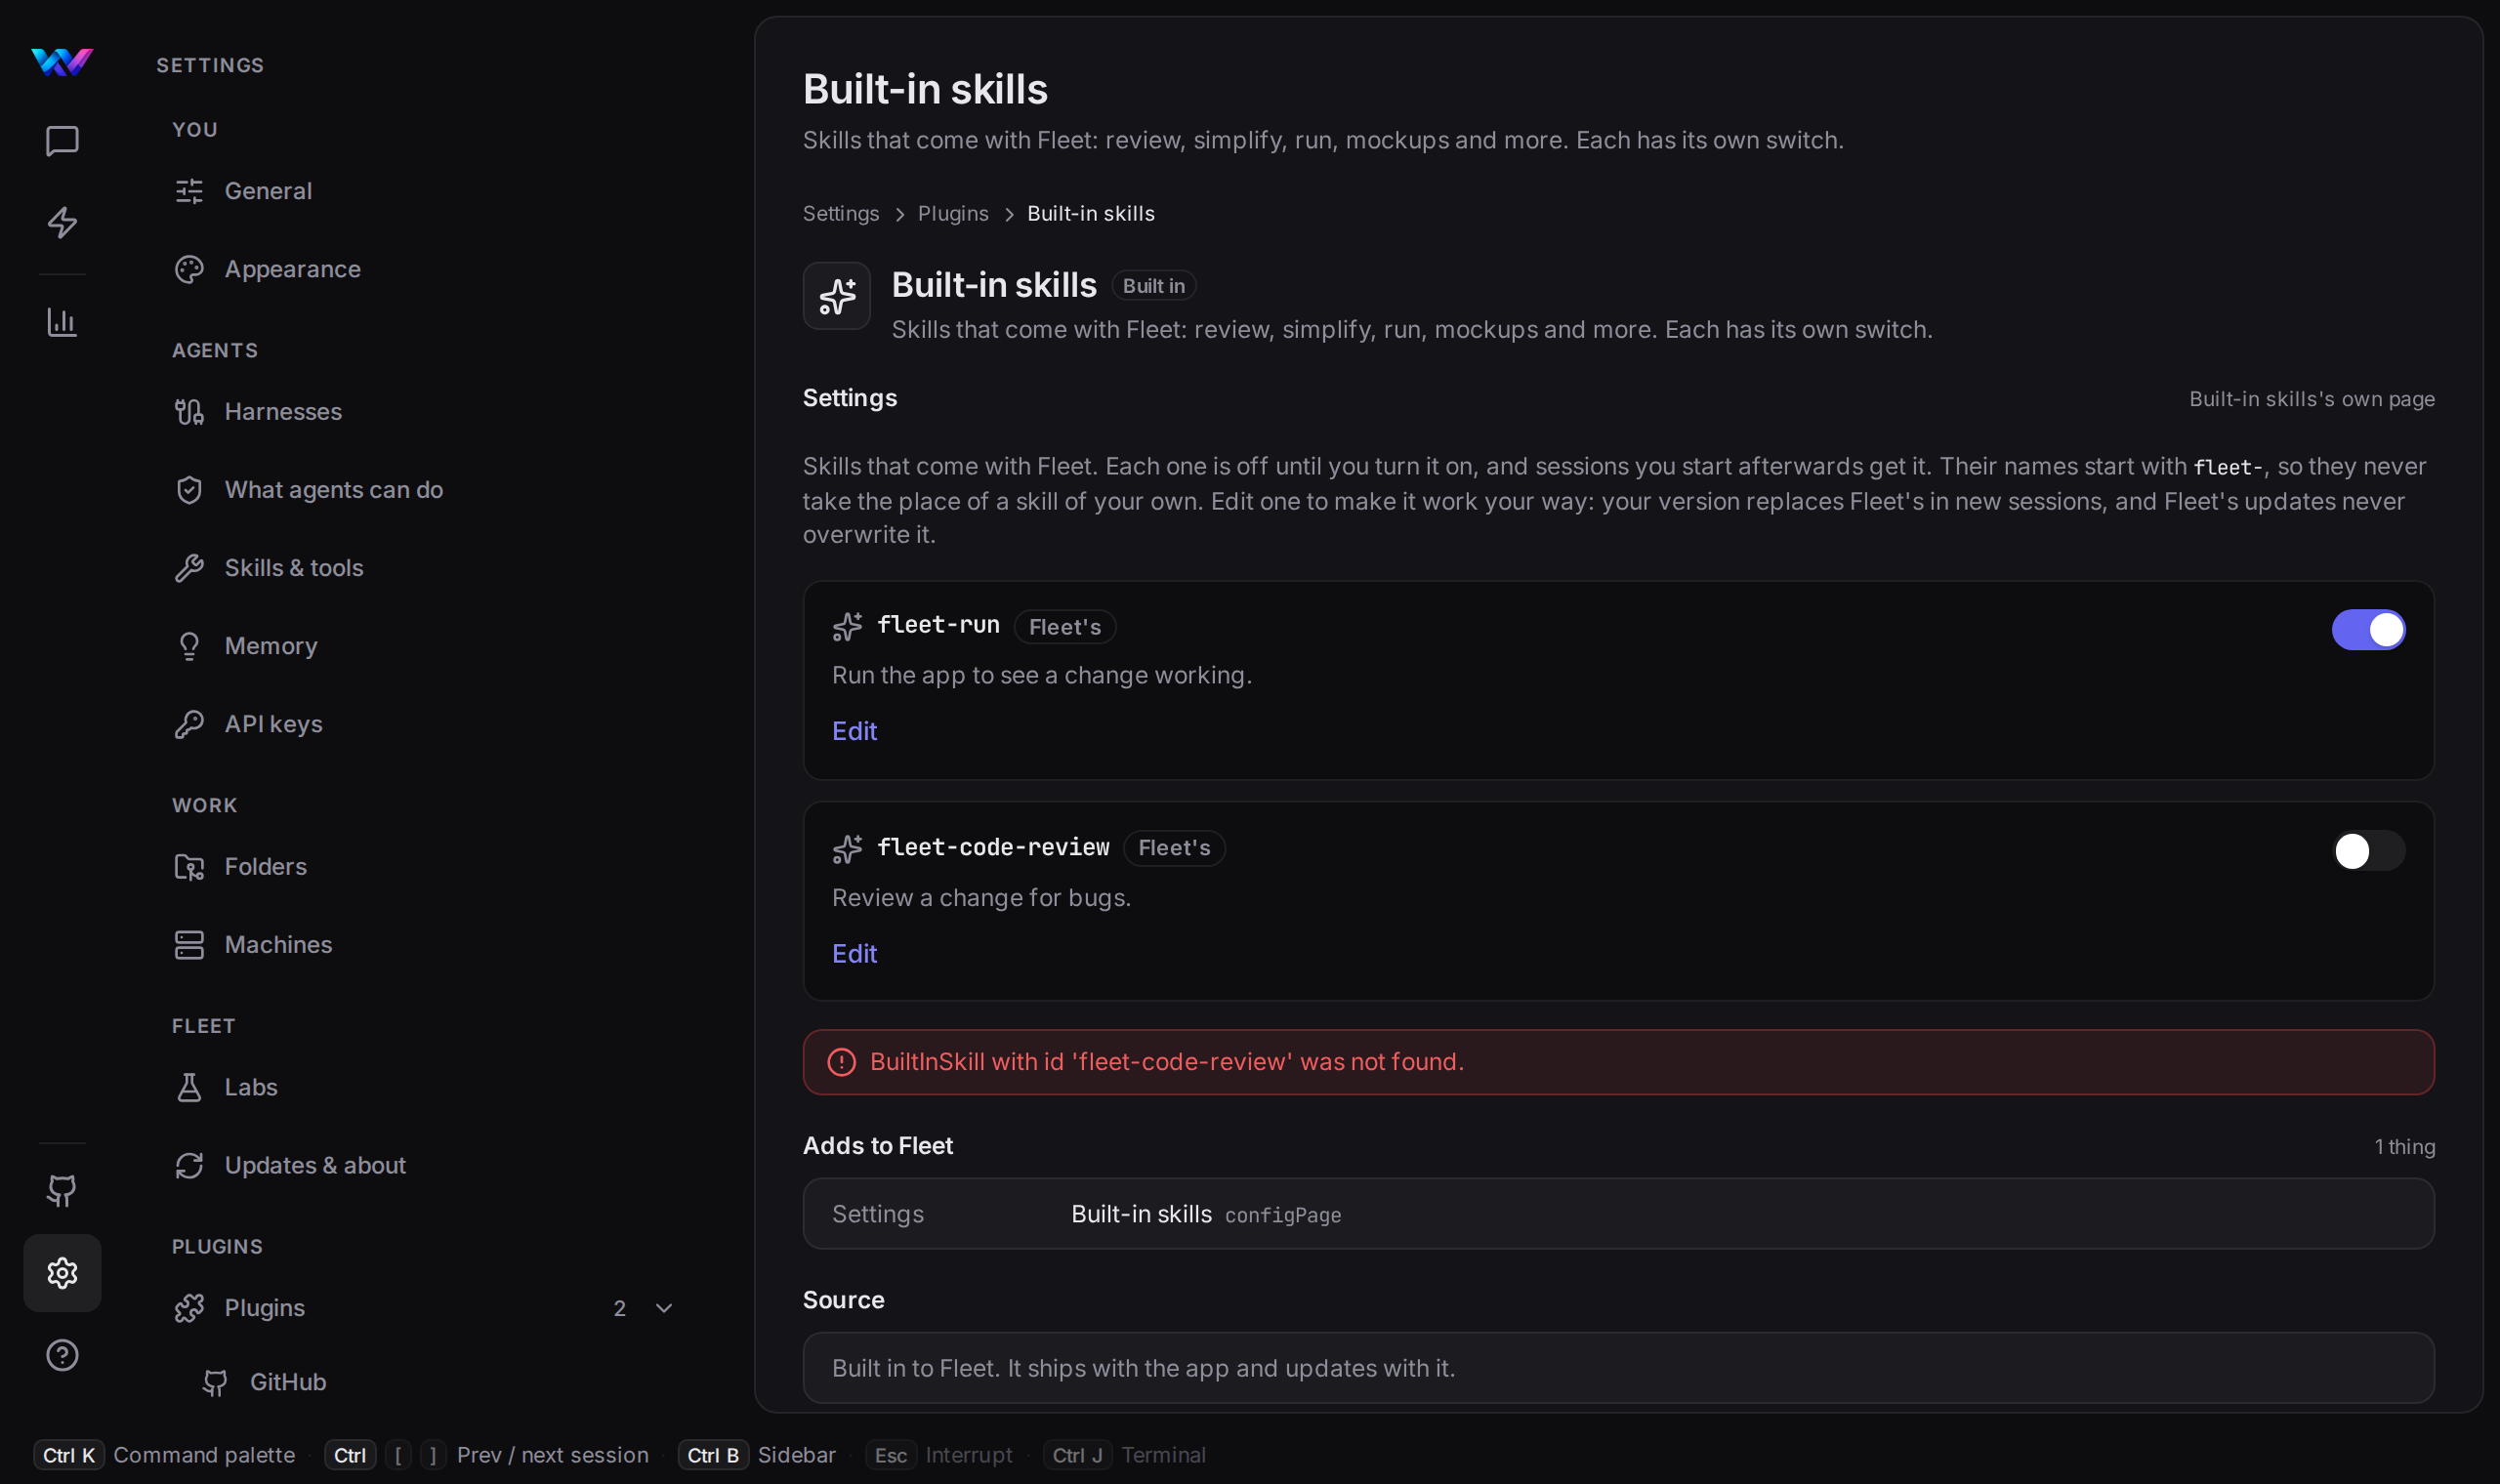 SETTINGS
YOU
General
Appearance
AGENTS
Harnesses
What agents can do
Skills & tools
Memory
API keys
WORK
Folders
Machines
FLEET
Labs
Updates & about
PLUGINS
Plugins 2
GitHub
Built-in skills
Skills that come with Fleet: review, simplify, run, mockups and more. Each has its own switch.
Settings > Plugins > Built-in skills
Built-in skills Built in
Skills that come with Fleet: review, simplify, run, mockups and more. Each has its own switch.
Settings Built-in skills's own page
Skills that come with Fleet. Each one is off until you turn it on, and sessions you start afterwards get it. Their names start with fleet-, so they never
take the place of a skill of your own. Edit one to make it work your way: your version replaces Fleet's in new sessions, and Fleet's updates never
overwrite it.
fleet-run Fleet's
Run the app to see a change working.
Edit
fleet-code-review Fleet's
Review a change for bugs.
Edit
BuiltInSkill with id 'fleet-code-review' was not found.
Adds to Fleet 1 thing
Settings Built-in skills configPage
Source
Built in to Fleet. It ships with the app and updates with it.
Ctrl K Command palette · Ctrl [ ] Prev / next session · Ctrl B Sidebar · Esc Interrupt · Ctrl J Terminal